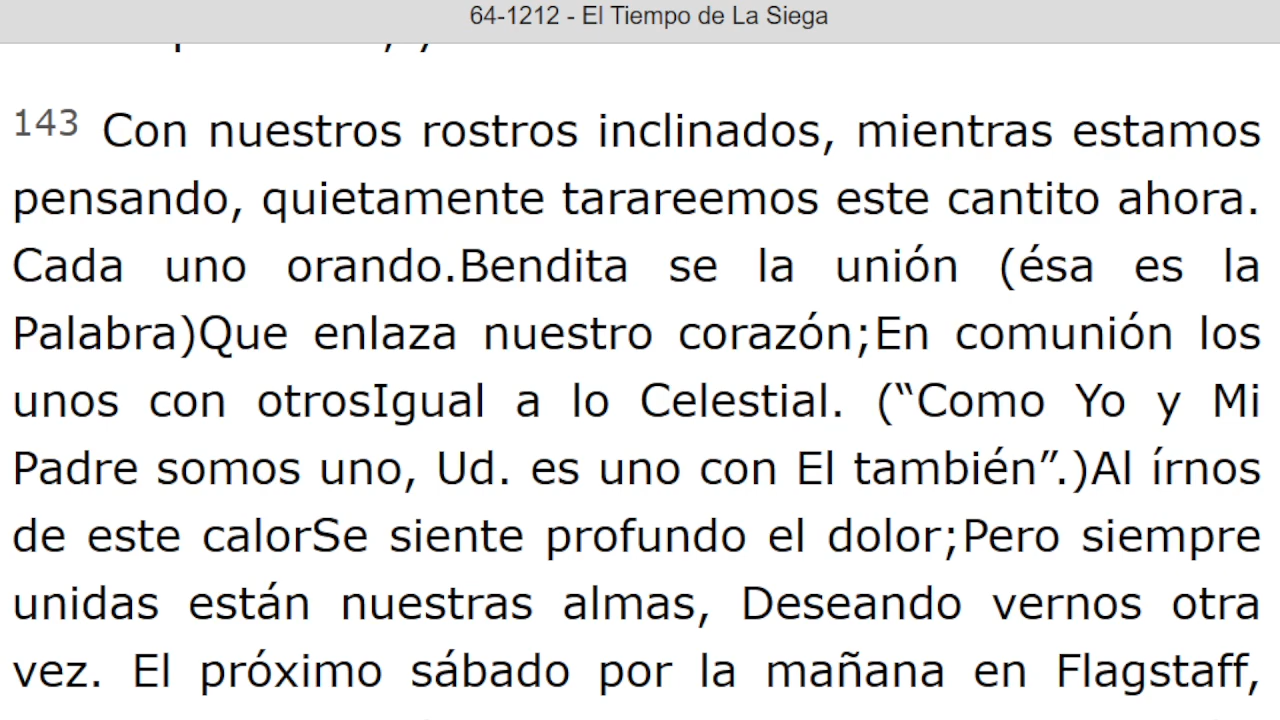 64-1212 - El Tiempo de La Siega
143 Con nuestros rostros inclinados, mientras estamos
pensando, quietamente tarareemos este cantito ahora.
Cada uno orando.Bendita se la unión (ésa es la
Palabra)Que enlaza nuestro corazón;En comunión los
unos con otrosIgual a lo Celestial. (“Como Yo y Mi
Padre somos uno, Ud. es uno con El también”.)Al írnos
de este calorSe siente profundo el dolor;Pero siempre
unidas están nuestras almas, Deseando vernos otra
vez. El próximo sábado por la mañana en Flagstaff,